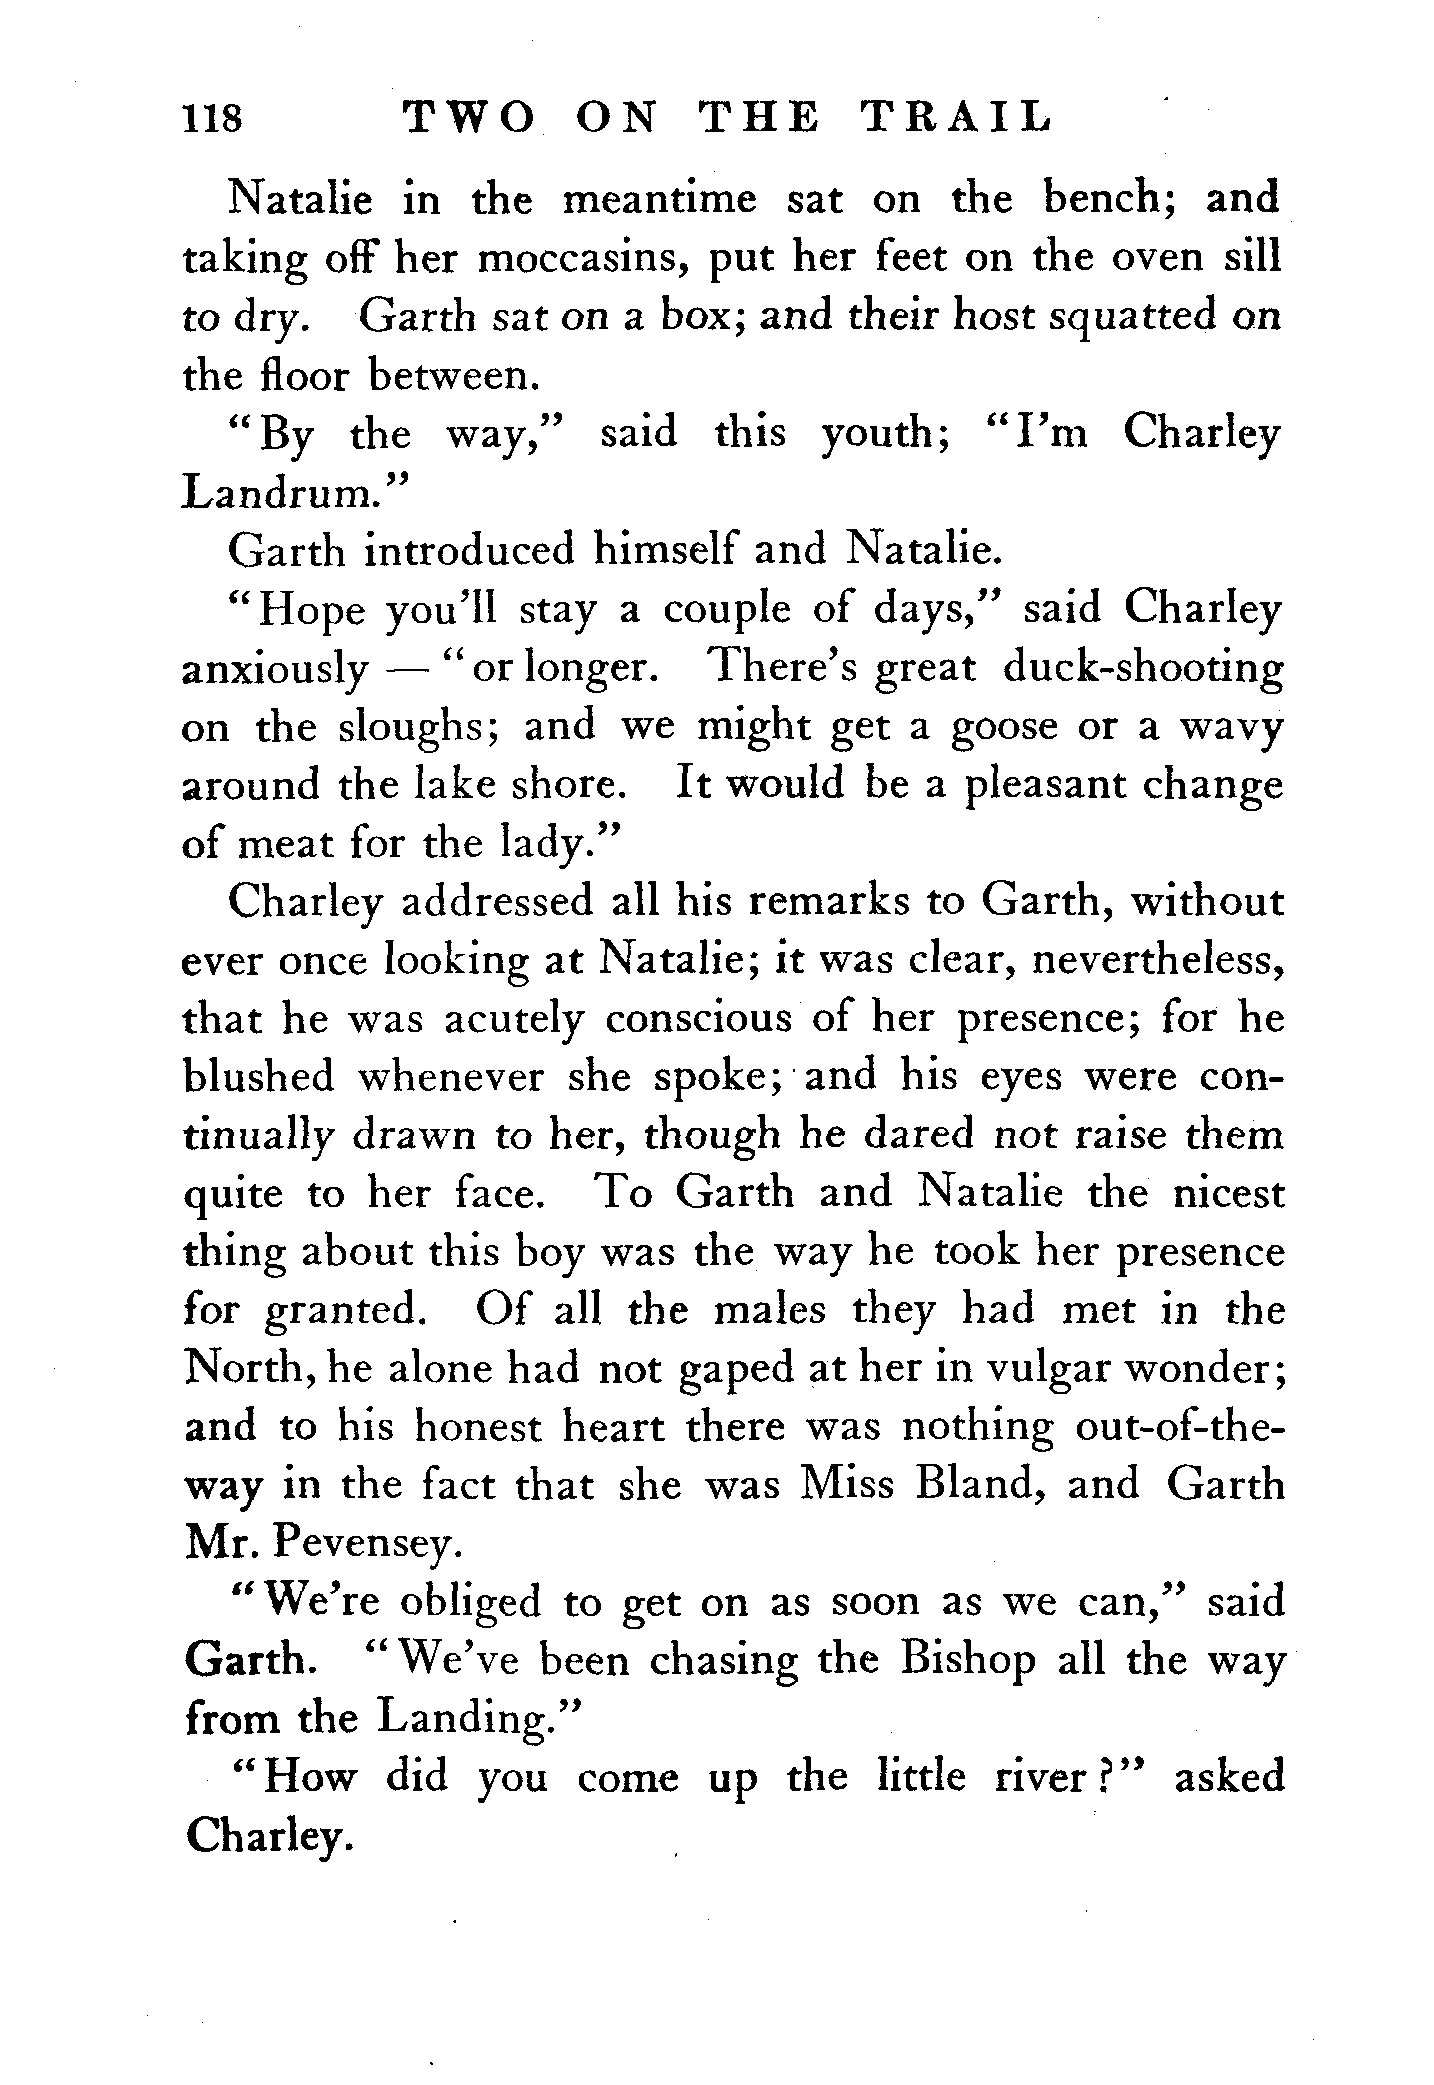 118 TWO ON THE TRAIL
Natalie in the meantime sat on the bench; and
taking off her moccasins, put her feet on the oven sill
to dry. Garth sat on a box; and their host squatted on
the floor between.
“By the way,” said this youth; “I’m Charley
Landrum.”
Garth introduced himself and Natalie.
“Hope you’ll stay a couple of days,” said Charley
anxiously — “or longer. There’s great duck-shooting
on the sloughs; and we might get a goose or a wavy
around the lake shore. It would be a pleasant change
of meat for the lady.”
Charley addressed all his remarks to Garth, without
ever once looking at Natalie; it was clear, nevertheless,
that he was acutely conscious of her presence; for he
blushed whenever she spoke; and his eyes were con-
tinually drawn to her, though he dared not raise them
quite to her face. To Garth and Natalie the nicest
thing about this boy was the way he took her presence
for granted. Of all the males they had met in the
North, he alone had not gaped at her in vulgar wonder;
and to his honest heart there was nothing out-of-the-
way in the fact that she was Miss Bland, and Garth
Mr. Pevensey.
“We’re obliged to get on as soon as we can,” said
Garth. “We’ve been chasing the Bishop all the way
from the Landing.”
“How did you come up the little river?” asked
Charley.